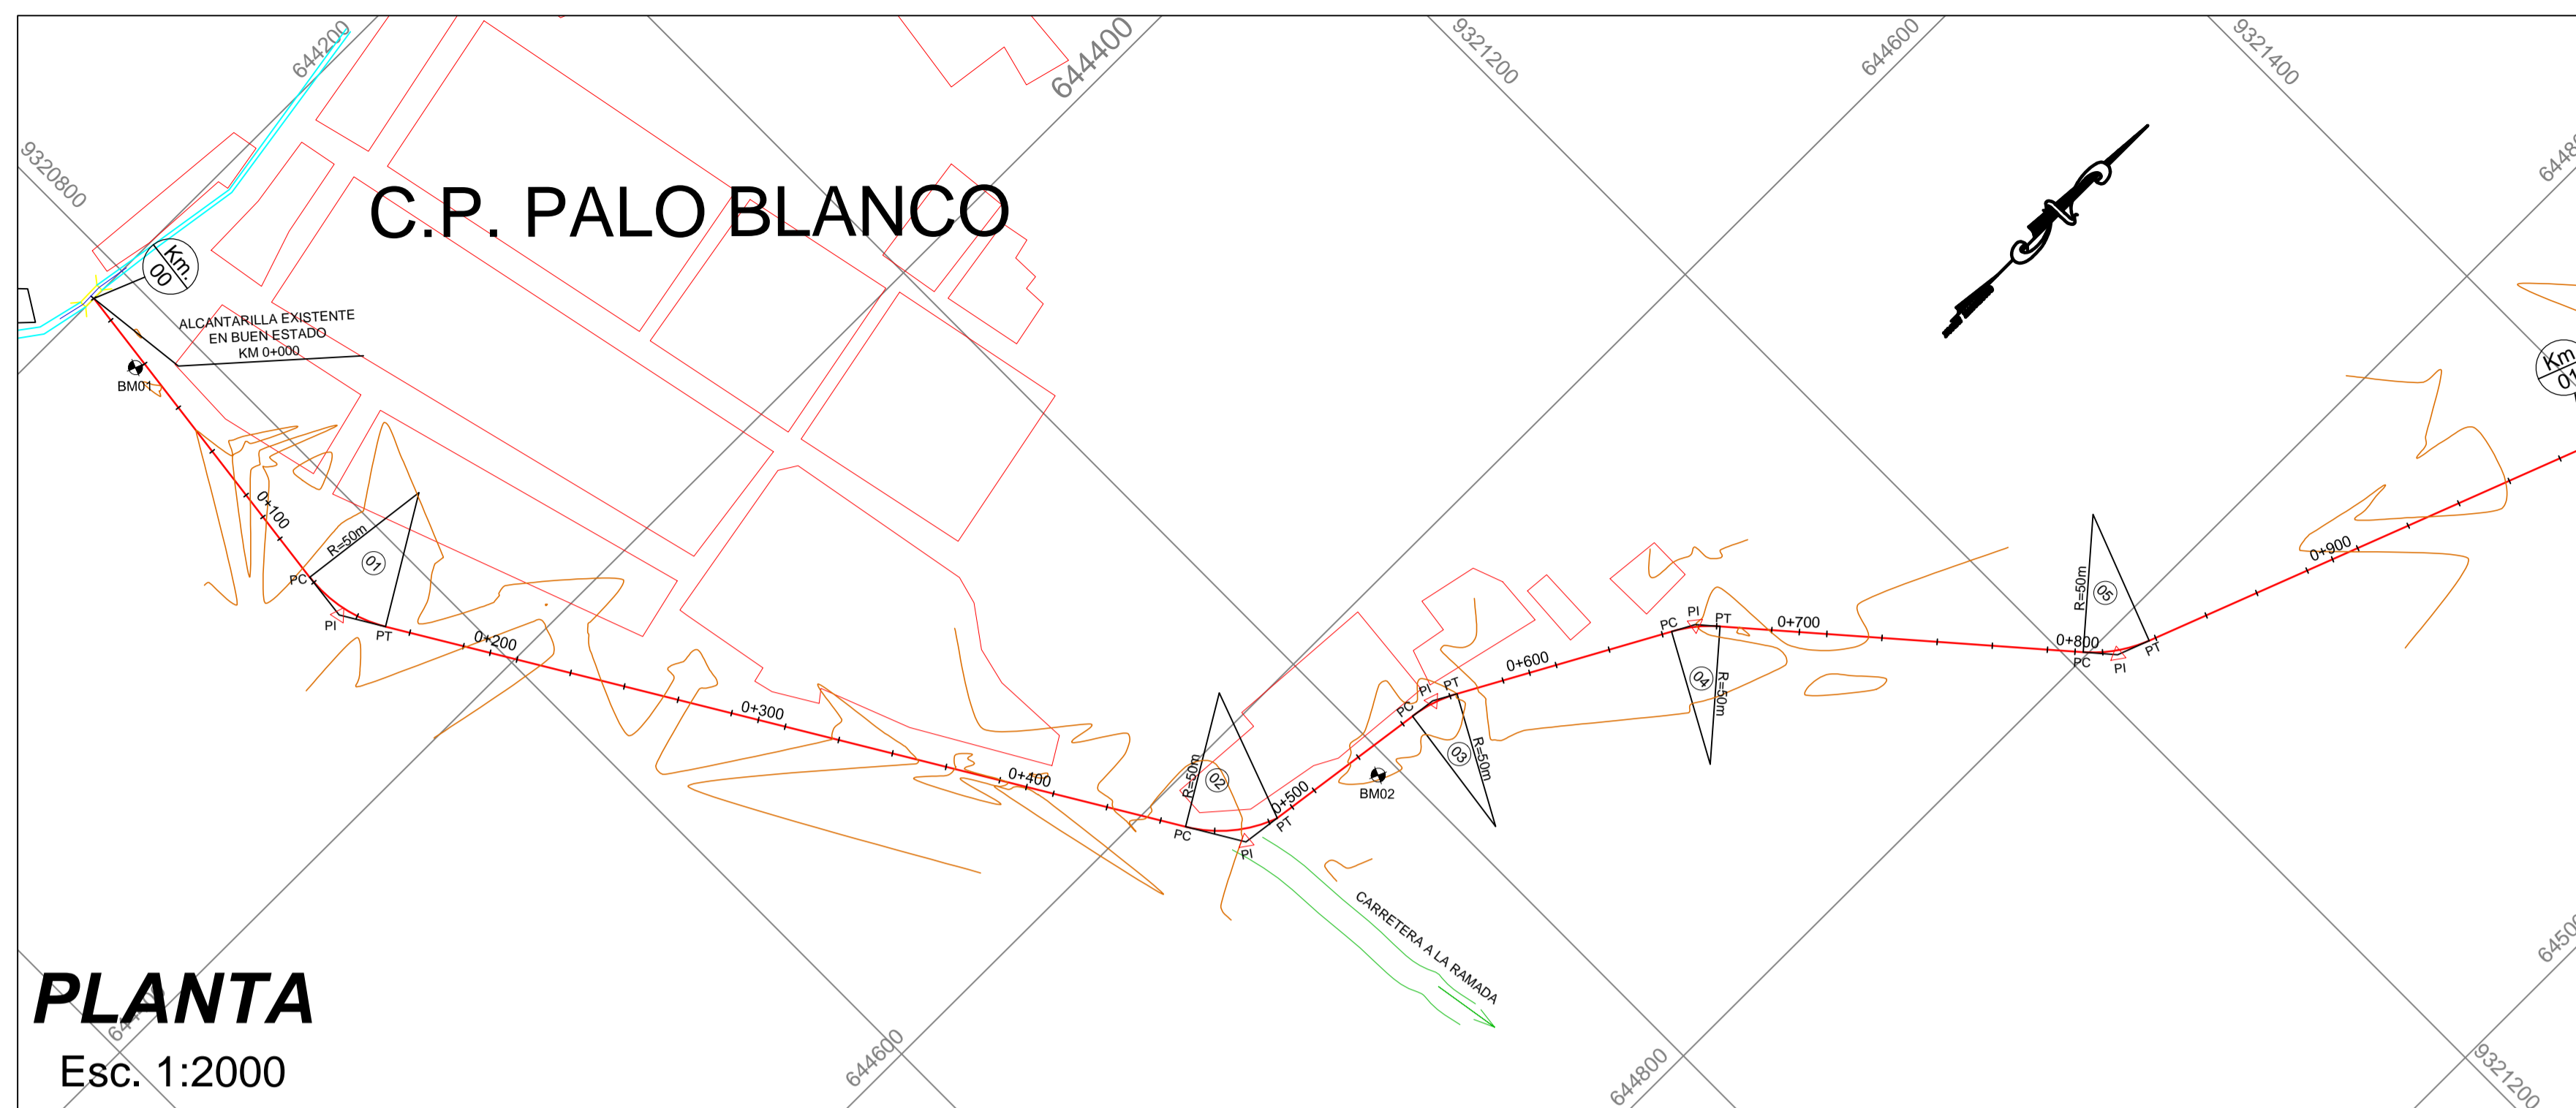 644200
644400
9321200
644600
9321400
9320800
C.P. PALO BLANCO
Km.
00
ALCANTARILLA EXISTENTE
EN BUEN ESTADO
KM 0+000
BM01
0+100
R=50m
01
PC
PI
PT
0+200
0+300
0+400
R=50m
02
PC
PI
PT
0+500
BM02
PC
PI
PT
03
R=50m
0+600
PC
PI
PT
04
R=50m
0+700
0+800
R=50m
05
PC
PI
PT
0+900
Km.
01
CARRETERA A LA RAMADA
PLANTA
Esc. 1:2000
644600
644800
9321200